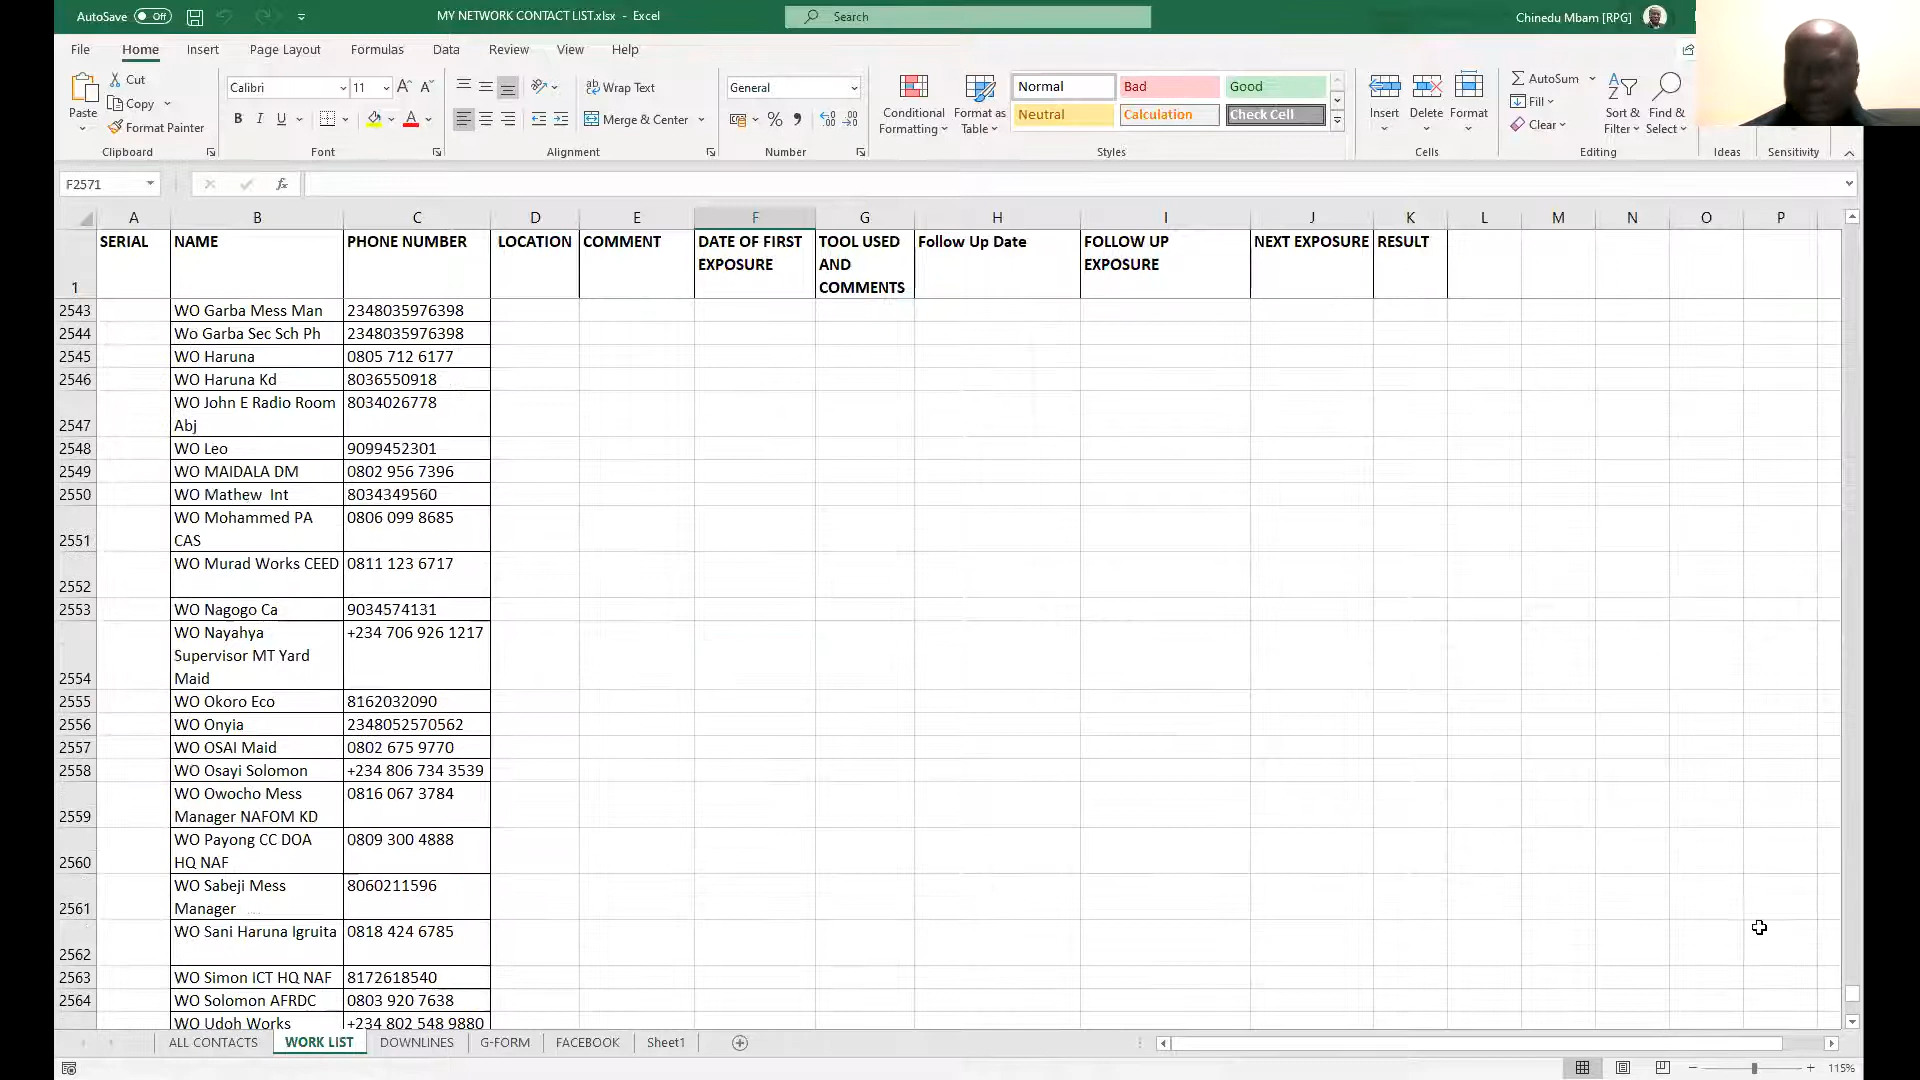 AutoSave Off MY NETWORK CONTACT LIST.xlsx - Excel Search Chinedu Mbam [RPG]
File Home Insert Page Layout Formulas Data Review View Help
Cut Calibri 11 Wrap Text General Normal Bad Good AutoSum
Copy Conditional Format as Insert Delete Format Fill Sort & Find &
Paste Format Painter Merge & Center Formatting Table Neutral Calculation Check Cell Clear Filter Select
Clipboard Font Alignment Number Styles Cells Editing Ideas Sensitivity
F2571 fx
A B C D E F G H I J K L M N O P
SERIAL NAME PHONE NUMBER LOCATION COMMENT DATE OF FIRST TOOL USED Follow Up Date FOLLOW UP NEXT EXPOSURE RESULT
EXPOSURE AND EXPOSURE
1 COMMENTS
2543 WO Garba Mess Man 2348035976398
2544 Wo Garba Sec Sch Ph 2348035976398
2545 WO Haruna 0805 712 6177
2546 WO Haruna Kd 8036550918
WO John E Radio Room 8034026778
2547 Abj
2548 WO Leo 9099452301
2549 WO MAIDALA DM 0802 956 7396
2550 WO Mathew Int 8034349560
WO Mohammed PA 0806 099 8685
2551 CAS
WO Murad Works CEED 0811 123 6717
2552
2553 WO Nagogo Ca 9034574131
WO Nayahya +234 706 926 1217
Supervisor MT Yard
2554 Maid
2555 WO Okoro Eco 8162032090
2556 WO Onyia 2348052570562
2557 WO OSAI Maid 0802 675 9770
2558 WO Osayi Solomon +234 806 734 3539
WO Owocho Mess 0816 067 3784
2559 Manager NAFOM KD
WO Payong CC DOA 0809 300 4888
2560 HQ NAF
WO Sabeji Mess 8060211596
2561 Manager
WO Sani Haruna Igruita 0818 424 6785
2562
2563 WO Simon ICT HQ NAF 8172618540
2564 WO Solomon AFRDC 0803 920 7638
WO Udoh Works +234 802 548 9880
ALL CONTACTS WORK LIST DOWNLINES G-FORM FACEBOOK Sheet1
115%